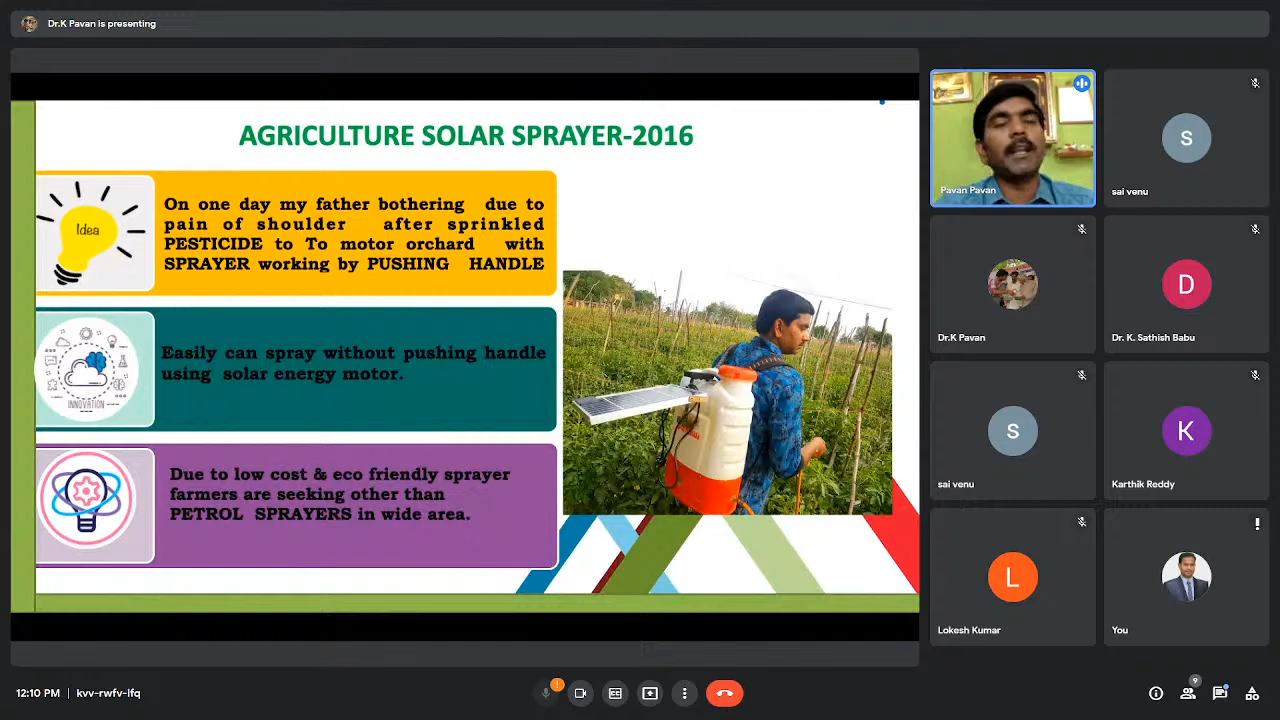 Dr.K Pavan is presenting
AGRICULTURE SOLAR SPRAYER-2016
Idea
On one day my father bothering due to
pain of shoulder after sprinkled
PESTICIDE to To motor orchard with
SPRAYER working by PUSHING HANDLE
INNOVATION
Easily can spray without pushing handle
using solar energy motor.
Due to low cost & eco friendly sprayer
farmers are seeking other than
PETROL SPRAYERS in wide area.
Pavan Pavan
S
sai venu
Dr.K Pavan
D
Dr. K. Sathish Babu
S
sai venu
K
Karthik Reddy
L
Lokesh Kumar
You
12:10 PM | kvv-rwfv-ifq
9